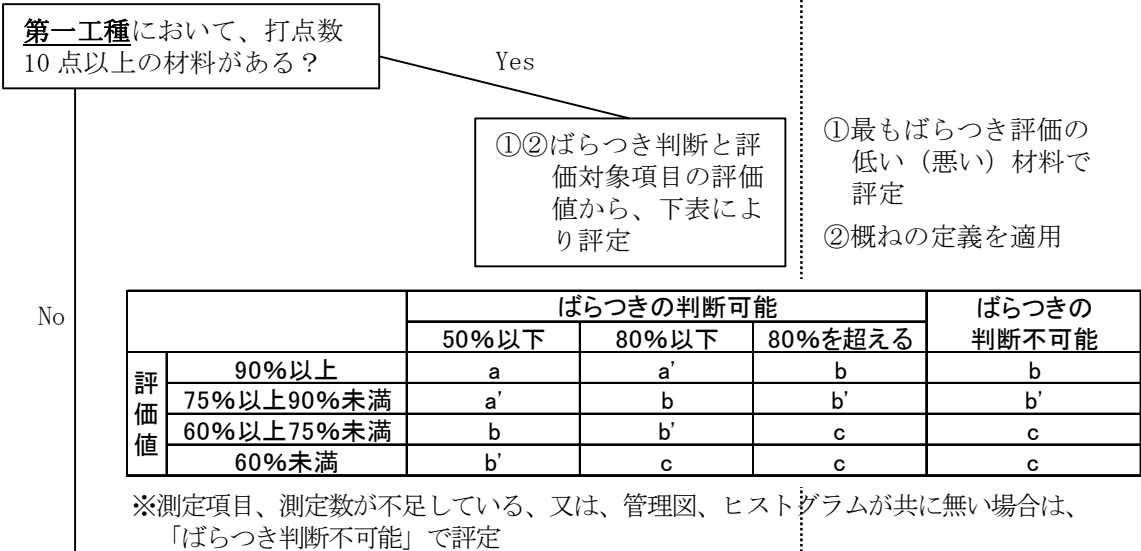 第一工種において、打点数
10 点以上の材料がある?
Yes
①②ばらつき判断と評
価対象項目の評価
値から、下表によ
り評定
①最もばらつき評価の
低い(悪い)材料で
評定
②概ねの定義を適用
No
ばらつきの判断可能 ばらつきの
50%以下 80%以下 80%を超える 判断不可能
評価値
90%以上 a a’ b b
75%以上90%未満 a’ b b’ b’
60%以上75%未満 b b’ c c
60%未満 b’ c c c
※測定項目、測定数が不足している、又は、管理図、ヒストグラムが共に無い場合は、
「ばらつき判断不可能」で評定